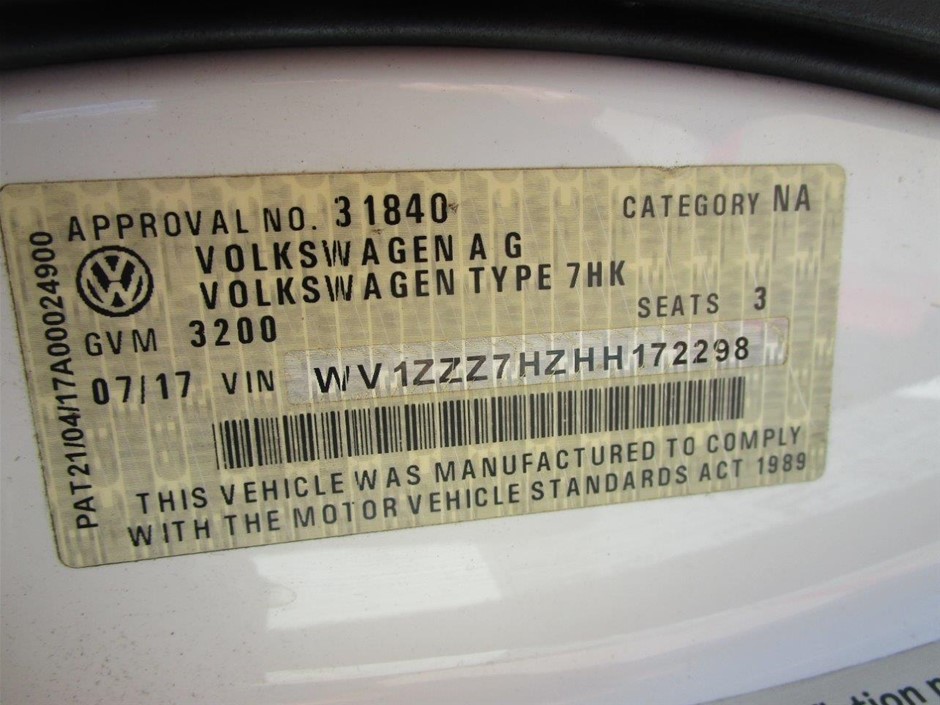 APPROVAL NO. 31840 CATEGORY NA
VOLKSWAGEN AG
VOLKSWAGEN TYPE 7HK
GVM 3200 SEATS 3
07/17 VIN WV1ZZZ7HZHH172298
THIS VEHICLE WAS MANUFACTURED TO COMPLY
WITH THE MOTOR VEHICLE STANDARDS ACT 1989
PAT21/04/17A000024900